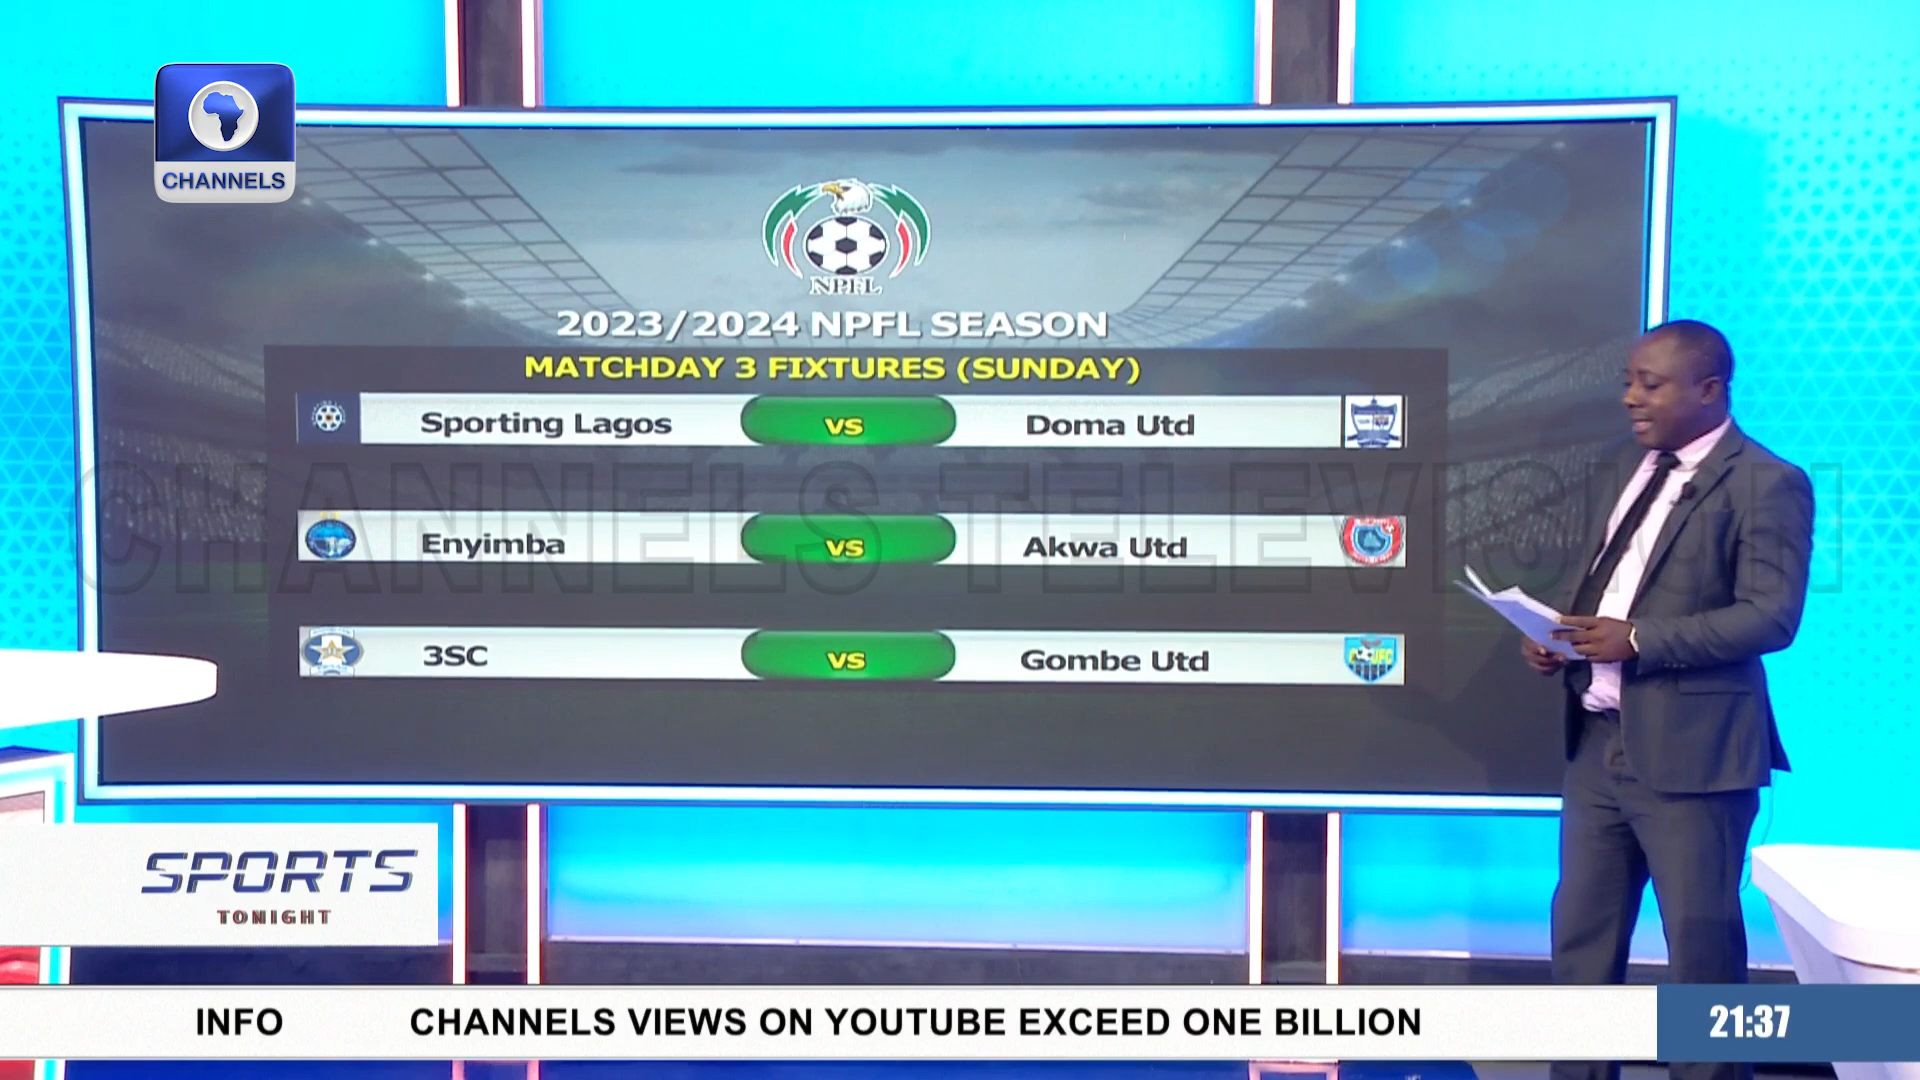 CHANNELS
NPFL
2023/2024 NPFL SEASON
MATCHDAY 3 FIXTURES (SUNDAY)
Sporting Lagos vs Doma Utd
CHANNELS TELEVISION
Enyimba vs Akwa Utd
3SC vs Gombe Utd
SPORTS
TONIGHT
INFO CHANNELS VIEWS ON YOUTUBE EXCEED ONE BILLION 21:37